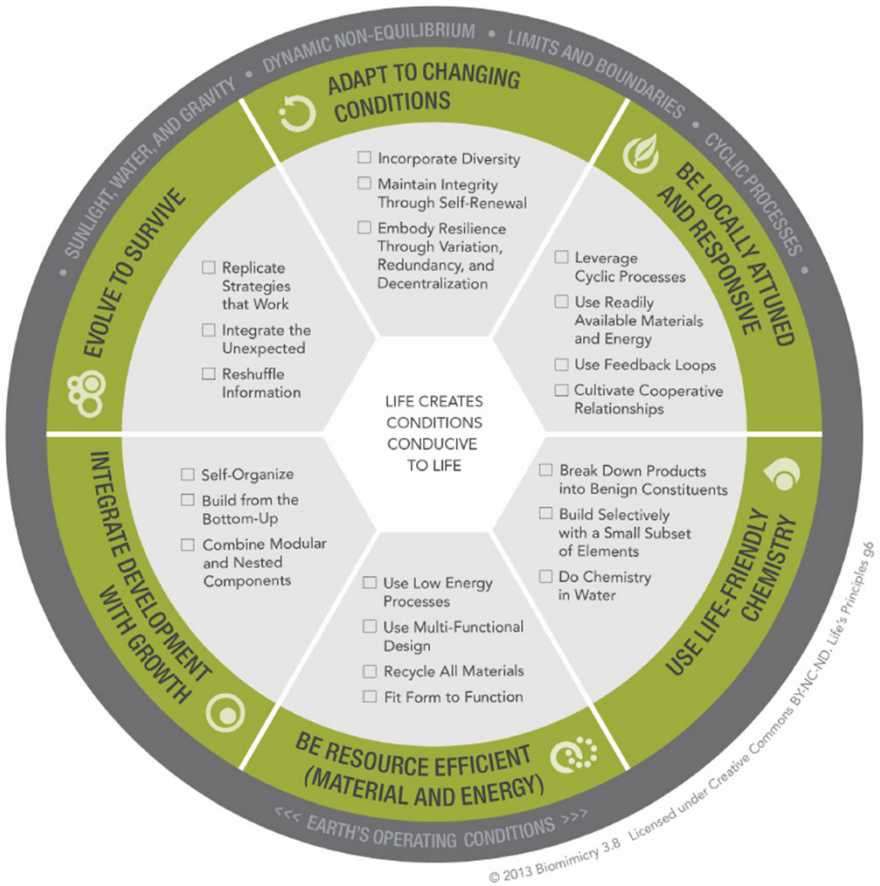 SUNLIGHT, WATER, AND GRAVITY • DYNAMIC NON-EQUILIBRIUM • LIMITS AND BOUNDARIES • CYCLIC PROCESSES
ADAPT TO CHANGING
CONDITIONS
Incorporate Diversity
Maintain Integrity
Through Self-Renewal
Embody Resilience
Through Variation,
Redundancy, and
Decentralization
BE LOCALLY ATTUNED
AND RESPONSIVE
Leverage
Cyclic Processes
Use Readily
Available Materials
and Energy
Use Feedback Loops
Cultivate Cooperative
Relationships
USE LIFE-FRIENDLY
CHEMISTRY
Break Down Products
into Benign Constituents
Build Selectively
with a Small Subset
of Elements
Do Chemistry
in Water
BE RESOURCE EFFICIENT
(MATERIAL AND ENERGY)
Use Low Energy
Processes
Use Multi-Functional
Design
Recycle All Materials
Fit Form to Function
INTEGRATE DEVELOPMENT
WITH GROWTH
Self-Organize
Build from the
Bottom-Up
Combine Modular
and Nested
Components
EVOLVE TO SURVIVE
Replicate
Strategies
that Work
Integrate the
Unexpected
Reshuffle
Information
LIFE CREATES
CONDITIONS
CONDUCIVE
TO LIFE
<<< EARTH'S OPERATING CONDITIONS >>>
© 2013 Biomimicry 3.8 Licensed under Creative Commons BY-NC-ND. Life's Principles g6